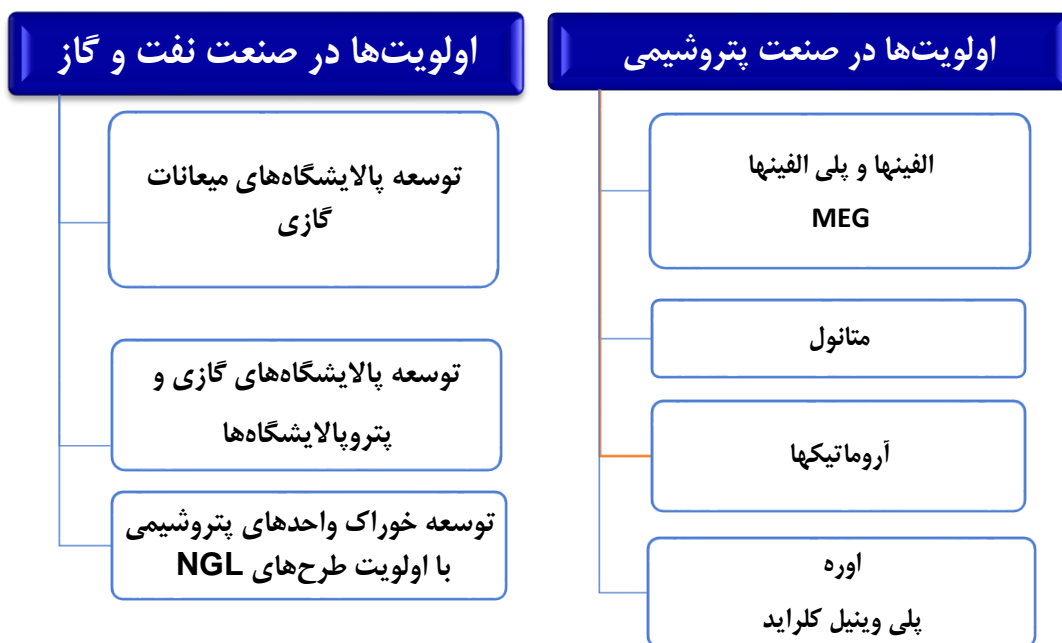 اولویت‌ها در صنعت پتروشیمی
الفینها و پلی الفینها
MEG
متانول
آروماتیکها
اوره
پلی وینیل کلراید
اولویت‌ها در صنعت نفت و گاز
توسعه پالایشگاه‌های میعانات
گازی
توسعه پالایشگاه‌های گازی و
پتروپالایشگاه‌ها
توسعه خوراک واحدهای پتروشیمی
با اولویت طرح‌های NGL